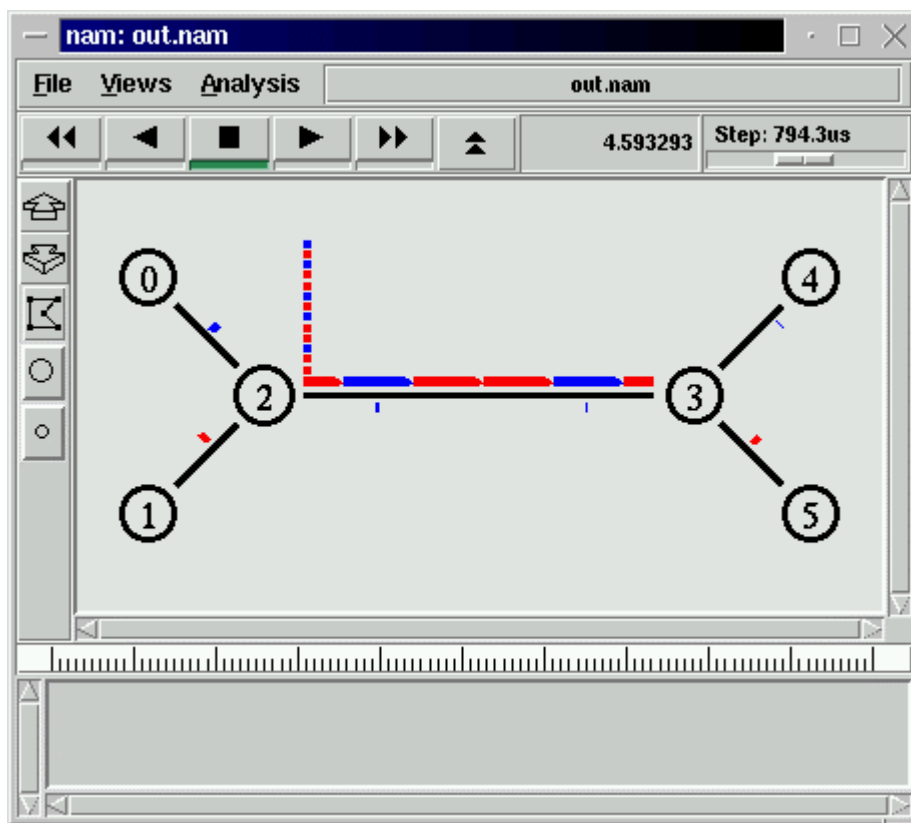 nam: out.nam
File Views Analysis out.nam
4.593293 Step: 794.3us
0 4
2 3
1 5